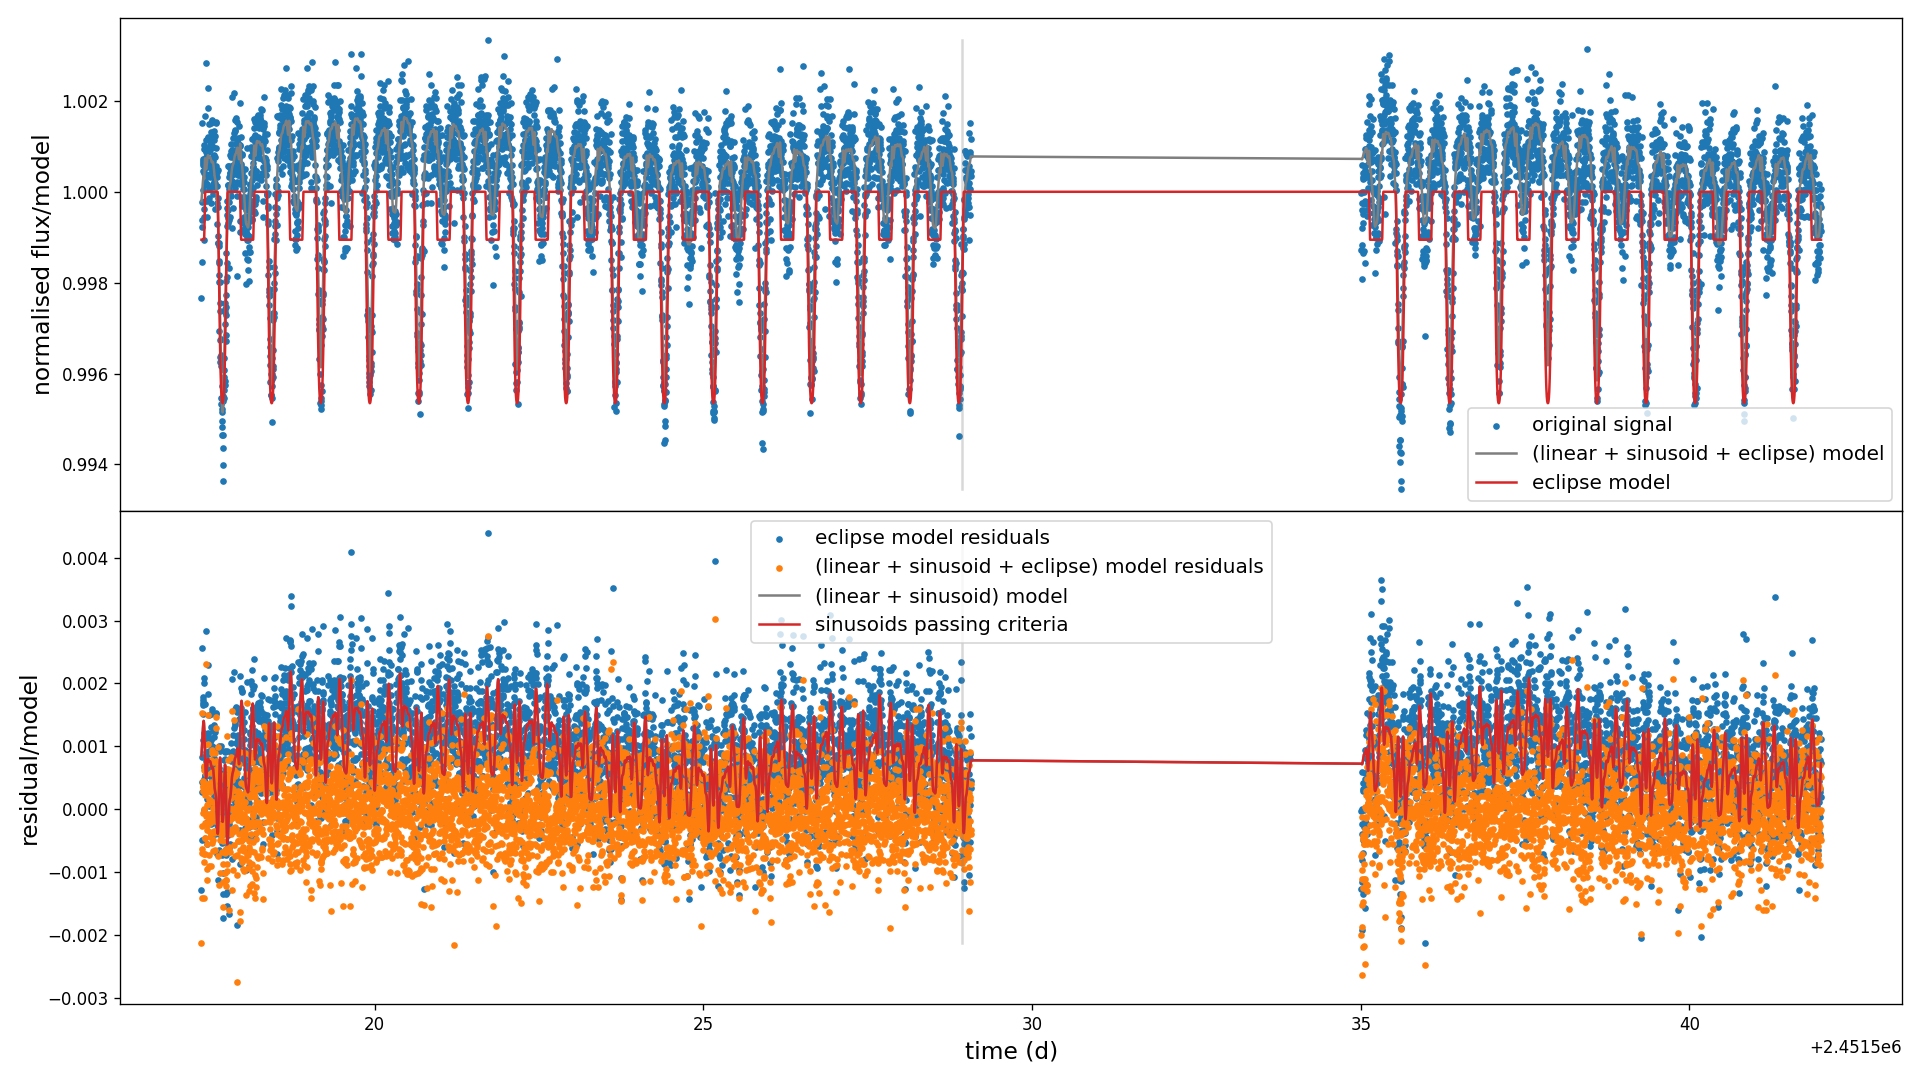 normalised flux/model
1.002
1.000
0.998
0.996
0.994
original signal
(linear + sinusoid + eclipse) model
eclipse model
residual/model
0.004
0.003
0.002
0.001
0.000
−0.001
−0.002
−0.003
eclipse model residuals
(linear + sinusoid + eclipse) model residuals
(linear + sinusoid) model
sinusoids passing criteria
20
25
30
35
40
time (d)
+2.4515e6